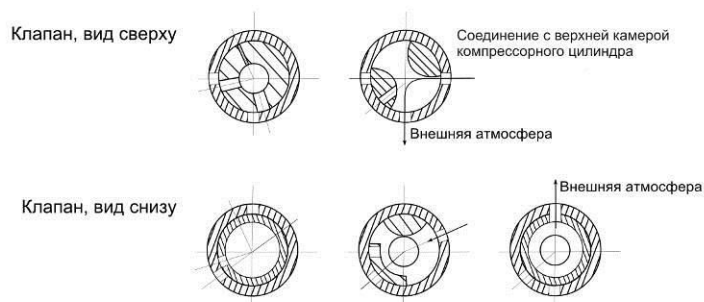 Клапан, вид сверху
Соединение с верхней камерой
компрессорного цилиндра
Внешняя атмосфера
Клапан, вид снизу
Внешняя атмосфера